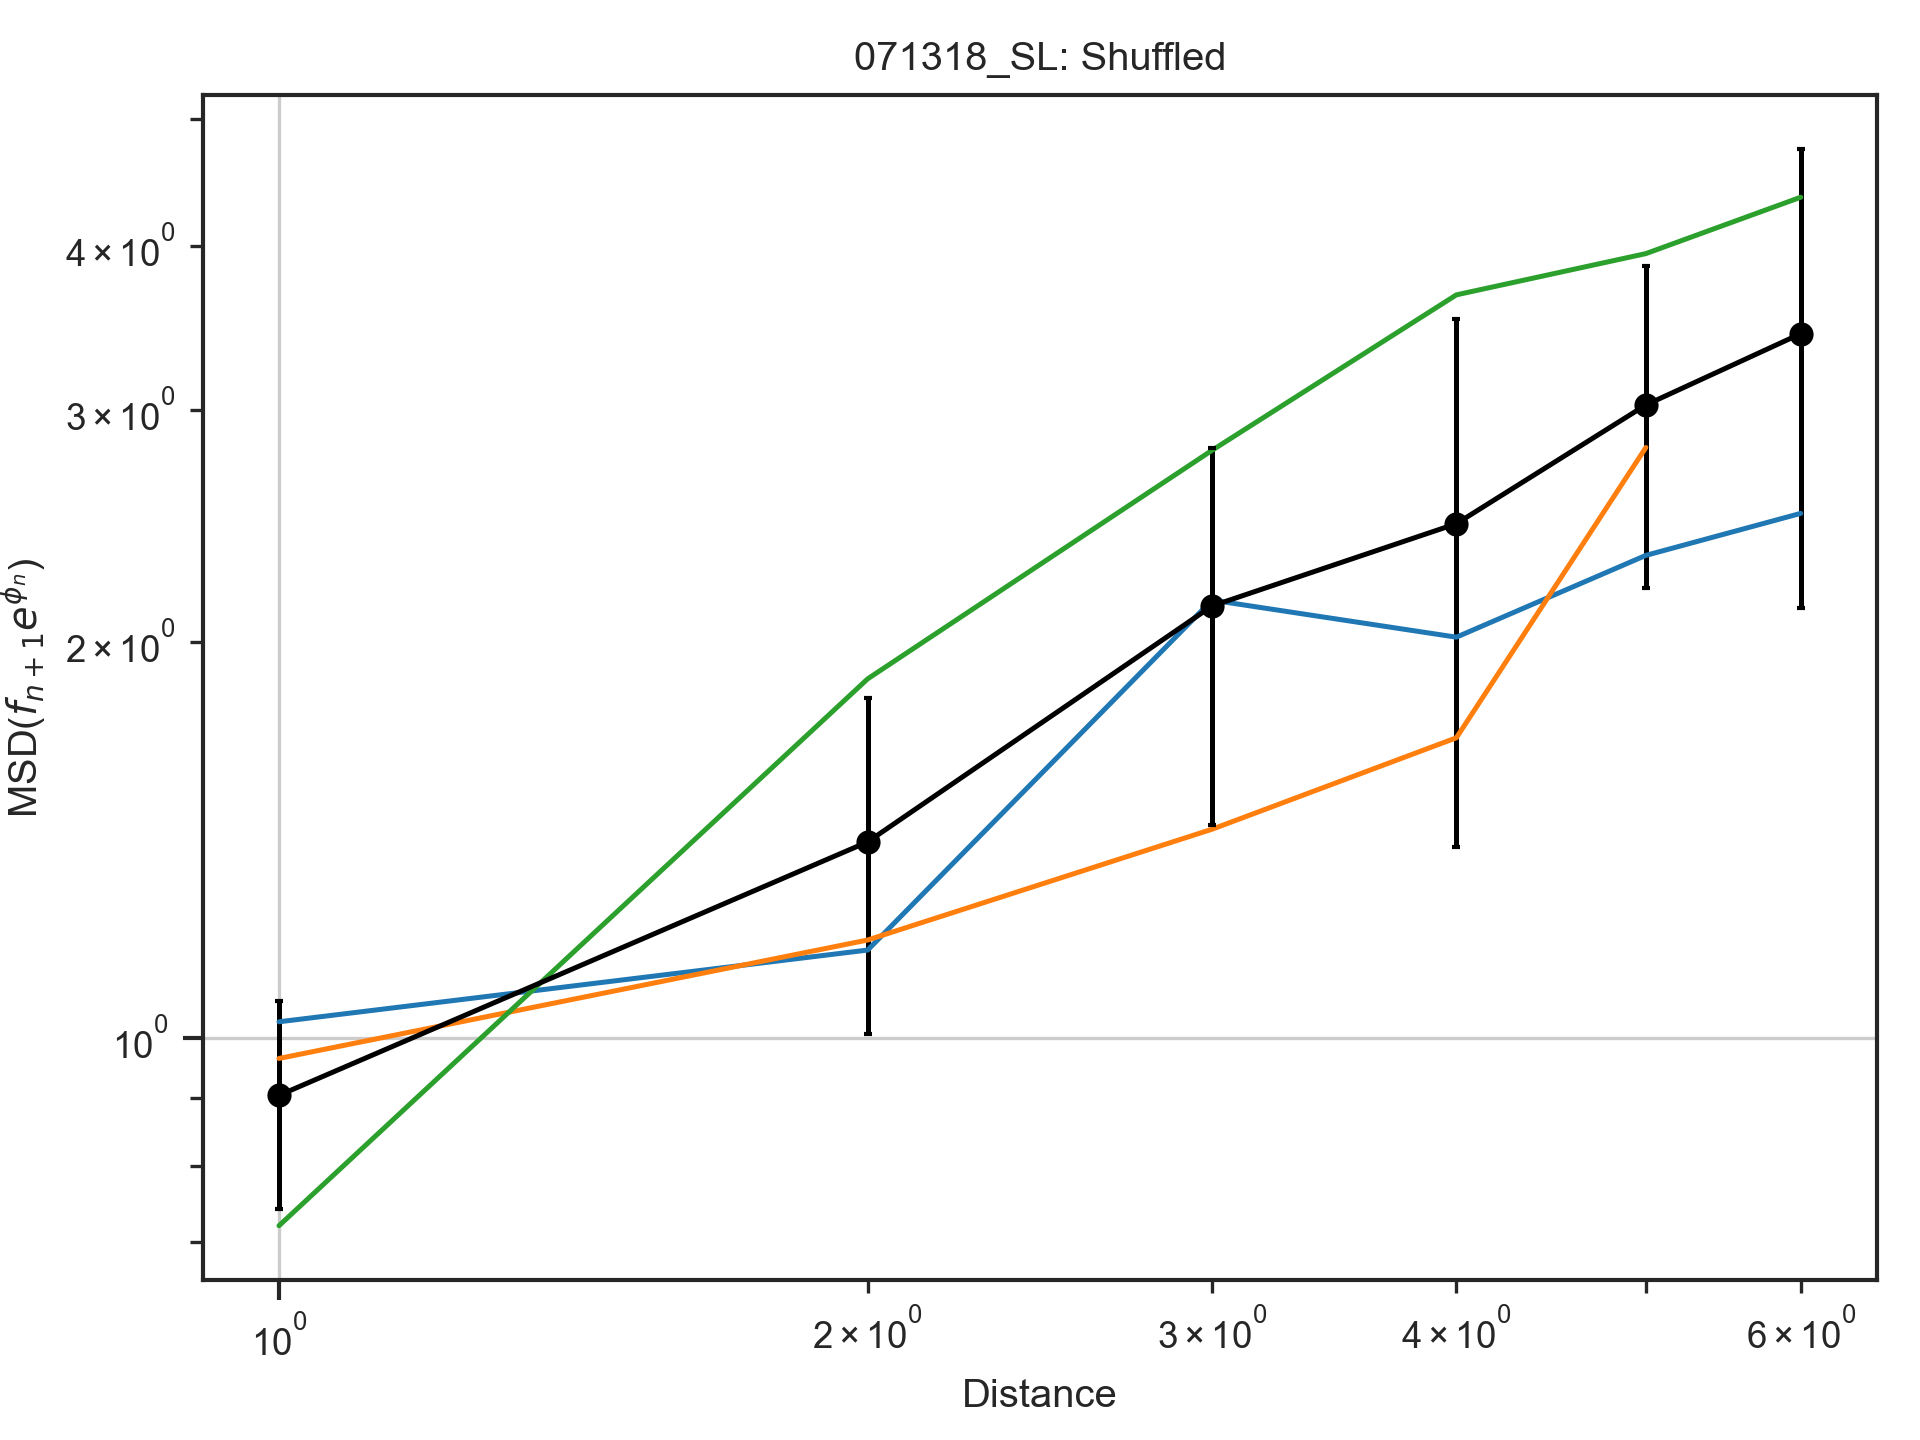 071318_SL: Shuffled
MSD(fₙ₊₁e^ϕₙ)
4 × 10⁰
3 × 10⁰
2 × 10⁰
10⁰
10⁰
2 × 10⁰
3 × 10⁰
4 × 10⁰
6 × 10⁰
Distance